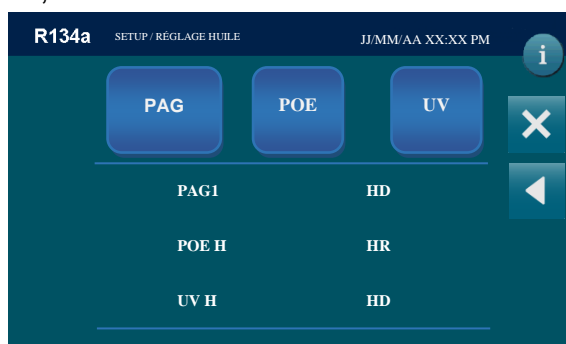 R134a SETUP / RÉGLAGE HUILE JJ/MM/AA XX:XX PM
i
PAG POE UV
PAG1 HD
POE H HR
UV H HD